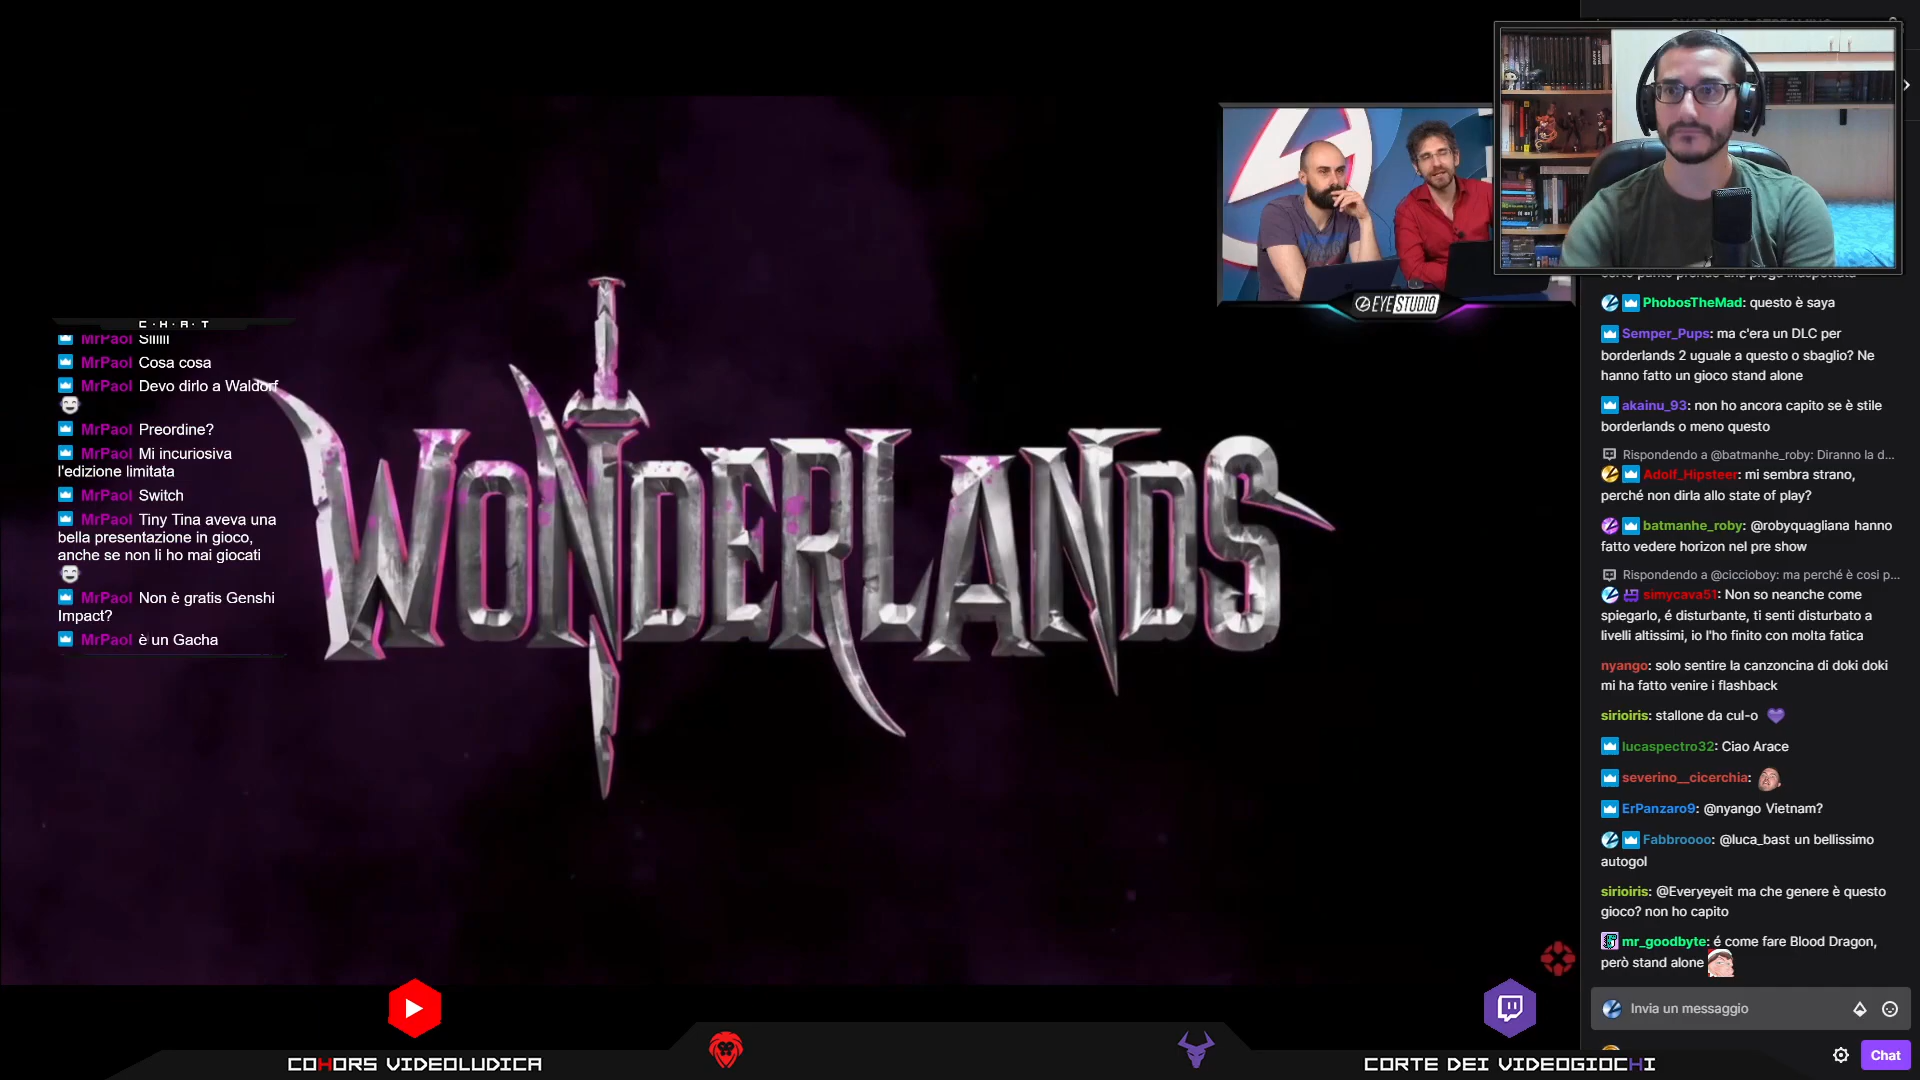 C·H·A·T
MrPaol Siiiiii
MrPaol Cosa cosa
MrPaol Devo dirlo a Waldorf
MrPaol Preordine?
MrPaol Mi incuriosiva
l'edizione limitata
MrPaol Switch
MrPaol Tiny Tina aveva una
bella presentazione in gioco,
anche se non li ho mai giocati
MrPaol Non è gratis Genshi
Impact?
MrPaol è un Gacha
WONDERLANDS
EYE STUDIO
PhobosTheMad: questo è saya
Semper_Pups: ma c'era un DLC per
borderlands 2 uguale a questo o sbaglio? Ne
hanno fatto un gioco stand alone
akainu_93: non ho ancora capito se è stile
borderlands o meno questo
Rispondendo a @batmanhe_roby: Diranno la d...
Adolf_Hipsteer: mi sembra strano,
perché non dirla allo state of play?
batmanhe_roby: @robyquagliana hanno
fatto vedere horizon nel pre show
Rispondendo a @ciccioboy: ma perché è cosi p...
simycava51: Non so neanche come
spiegarlo, é disturbante, ti senti disturbato a
livelli altissimi, io l'ho finito con molta fatica
nyango: solo sentire la canzoncina di doki doki
mi ha fatto venire i flashback
sirioiris: stallone da cul-o
lucaspectro32: Ciao Arace
severino__cicerchia:
ErPanzaro9: @nyango Vietnam?
Fabbroooo: @luca_bast un bellissimo
autogol
sirioiris: @Everyeyeit ma che genere è questo
gioco? non ho capito
mr_goodbyte: é come fare Blood Dragon,
però stand alone
Invia un messaggio
Chat
COHORS VIDEOLUDICA
CORTE DEI VIDEOGIOCHI